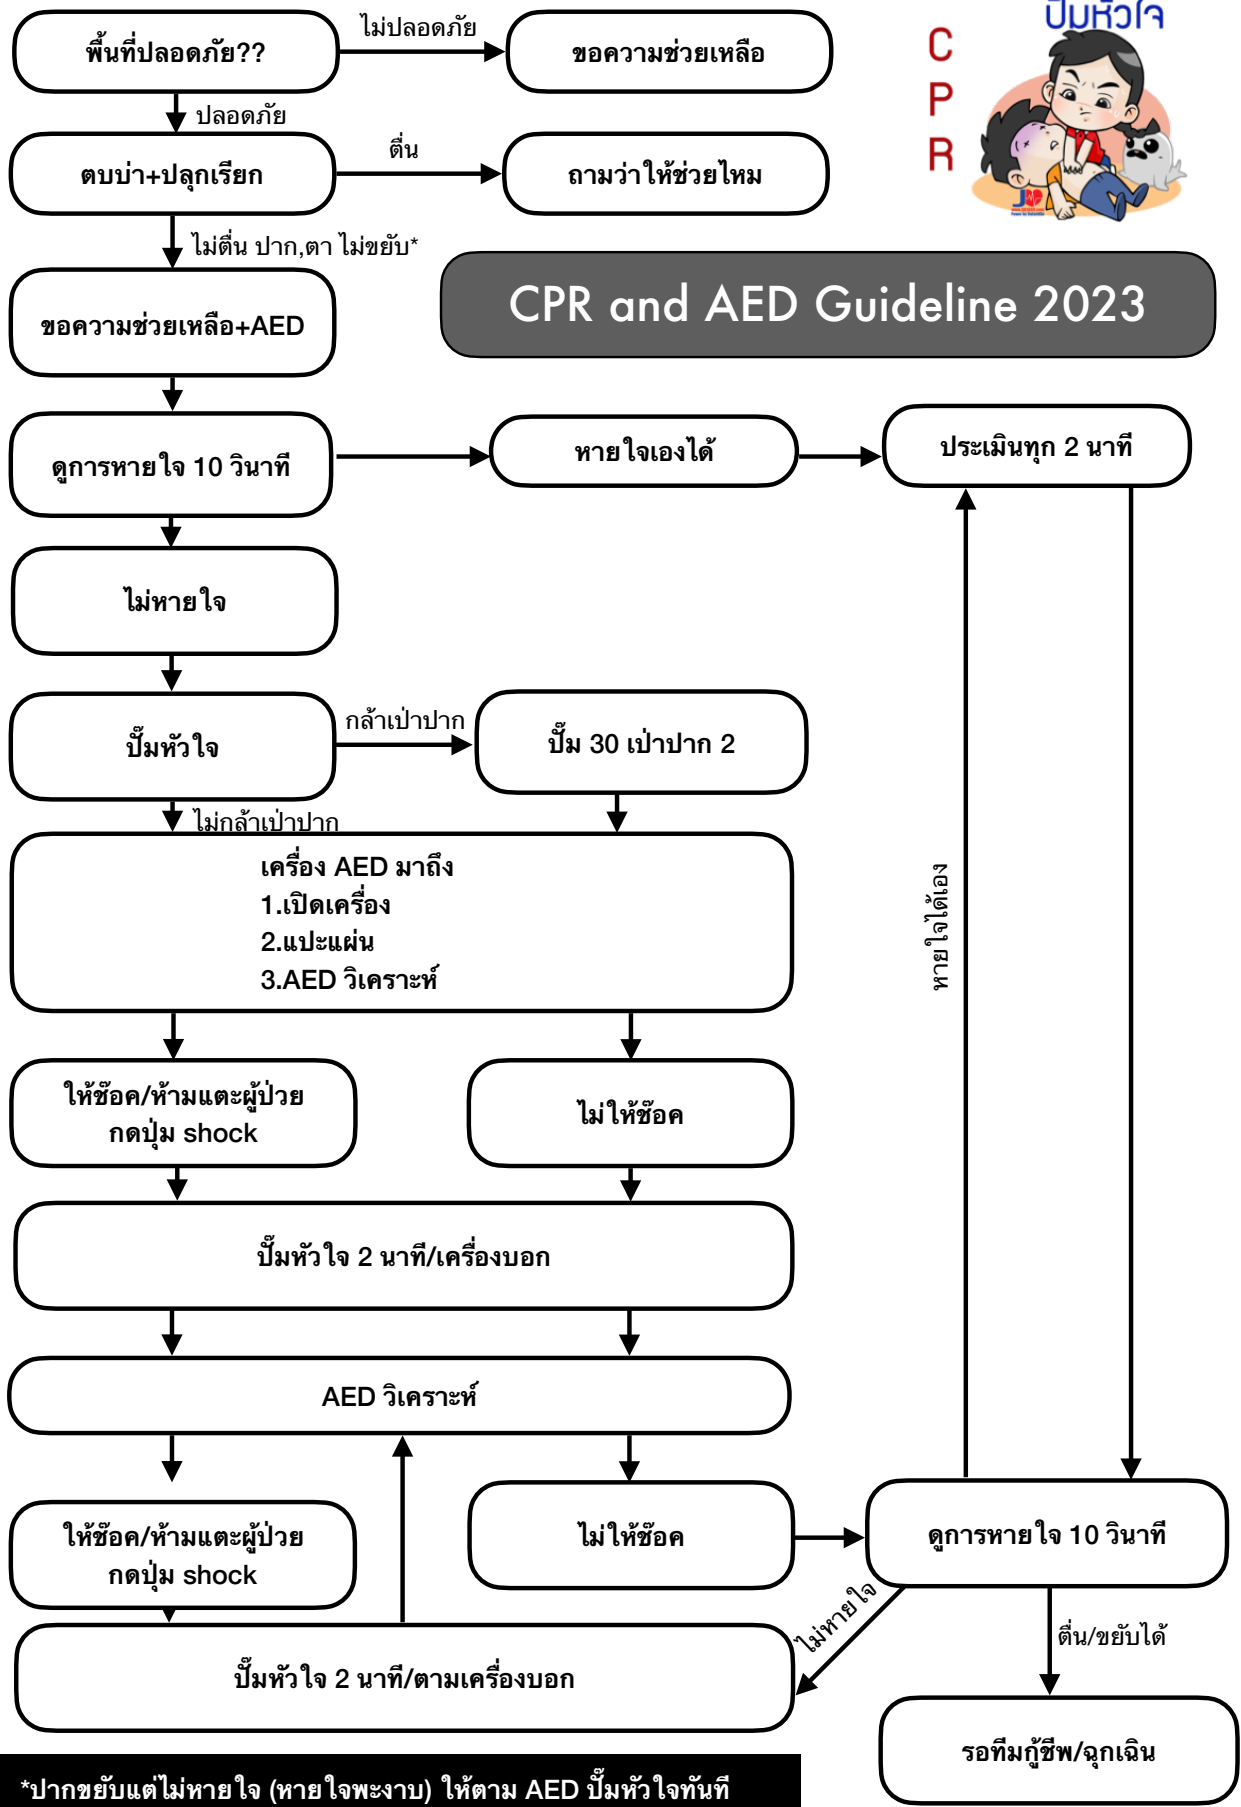 พื้นที่ปลอดภัย??
ไม่ปลอดภัย
ขอความช่วยเหลือ
ปั๊มหัวใจ
C
P
R
ปลอดภัย
ตบบ่า+ปลุกเรียก
ตื่น
ถามว่าให้ช่วยไหม
ไม่ตื่น ปาก,ตา ไม่ขยับ*
CPR and AED Guideline 2023
ขอความช่วยเหลือ+AED
ดูการหายใจ 10 วินาที
หายใจเองได้
ประเมินทุก 2 นาที
ไม่หายใจ
ปั๊มหัวใจ
กล้าเป่าปาก
ปั๊ม 30 เป่าปาก 2
ไม่กล้าเป่าปาก
เครื่อง AED มาถึง
1.เปิดเครื่อง
2.แปะแผ่น
3.AED วิเคราะห์
หายใจได้เอง
ให้ช๊อค/ห้ามแตะผู้ป่วย
กดปุ่ม shock
ไม่ให้ช๊อค
ปั๊มหัวใจ 2 นาที/เครื่องบอก
AED วิเคราะห์
ให้ช๊อค/ห้ามแตะผู้ป่วย
กดปุ่ม shock
ไม่ให้ช๊อค
ดูการหายใจ 10 วินาที
ไม่หายใจ
ตื่น/ขยับได้
ปั๊มหัวใจ 2 นาที/ตามเครื่องบอก
รอทีมกู้ชีพ/ฉุกเฉิน
*ปากขยับแต่ไม่หายใจ (หายใจพะงาบ) ให้ตาม AED ปั๊มหัวใจทันที